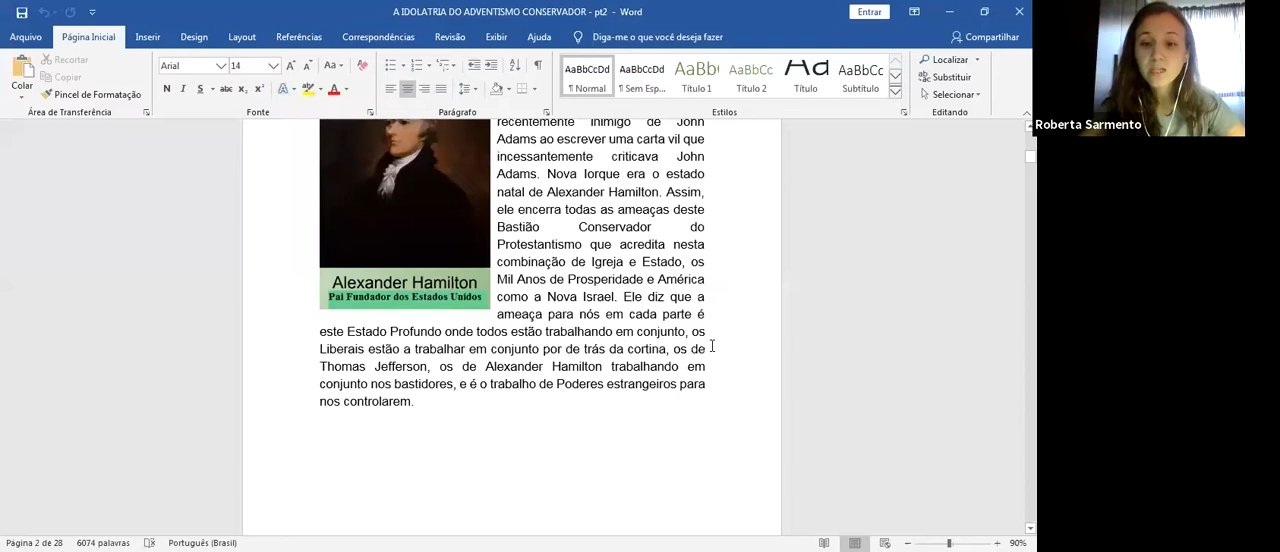 A IDOLATRIA DO ADVENTISMO CONSERVADOR - pt2 - Word
Entrar
Arquivo
Página Inicial
Inserir
Design
Layout
Referências
Correspondências
Revisão
Exibir
Ajuda
Diga-me o que você deseja fazer
Compartilhar
Colar
Recortar
Copiar
Pincel de Formatação
Área de Transferência
Arial
14
Aa
N I S abc x₂ x²
Fonte
Parágrafo
AaBbCcDd
¶ Normal
AaBbCcDd
¶ Sem Esp...
AaBbC
Título 1
AaBbCc
Título 2
Aa
Título
AaBbCc
Subtítulo
Estilos
Localizar
Substituir
Selecionar
Editando
Roberta Sarmento
recentemente inimigo de John
Adams ao escrever uma carta vil que
incessantemente criticava John
Adams. Nova Iorque era o estado
natal de Alexander Hamilton. Assim,
ele encerra todas as ameaças deste
Bastião Conservador do
Protestantismo que acredita nesta
combinação de Igreja e Estado, os
Mil Anos de Prosperidade e América
como a Nova Israel. Ele diz que a
ameaça para nós em cada parte é
Alexander Hamilton
Pai Fundador dos Estados Unidos
este Estado Profundo onde todos estão trabalhando em conjunto, os
Liberais estão a trabalhar em conjunto por de trás da cortina, os de
Thomas Jefferson, os de Alexander Hamilton trabalhando em
conjunto nos bastidores, e é o trabalho de Poderes estrangeiros para
nos controlarem.
Página 2 de 28
6074 palavras
Português (Brasil)
90%